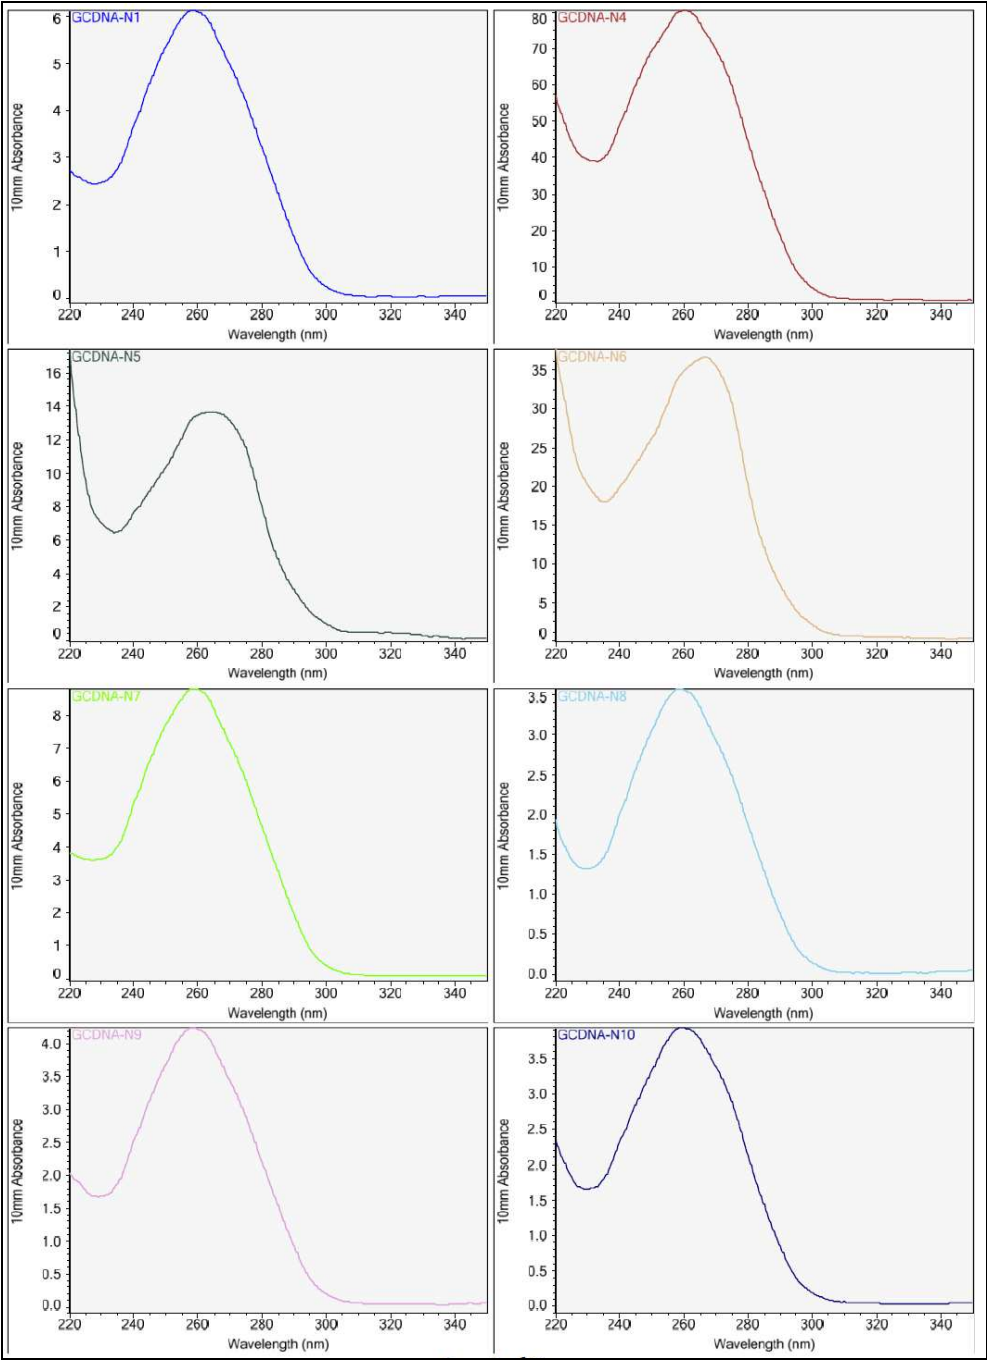 GCDNA-N1
6
5
4
3
2
1
0
10mm Absorbance
220 240 260 280 300 320 340
Wavelength (nm)
GCDNA-N4
80
70
60
50
40
30
20
10
0
10mm Absorbance
220 240 260 280 300 320 340
Wavelength (nm)
GCDNA-N5
16
14
12
10
8
6
4
2
0
10mm Absorbance
220 240 260 280 300 320 340
Wavelength (nm)
GCDNA-N6
35
30
25
20
15
10
5
0
10mm Absorbance
220 240 260 280 300 320 340
Wavelength (nm)
GCDNA-N7
8
7
6
5
4
3
2
1
0
10mm Absorbance
220 240 260 280 300 320 340
Wavelength (nm)
GCDNA-N8
3.5
3.0
2.5
2.0
1.5
1.0
0.5
0.0
10mm Absorbance
220 240 260 280 300 320 340
Wavelength (nm)
GCDNA-N9
4.0
3.5
3.0
2.5
2.0
1.5
1.0
0.5
0.0
10mm Absorbance
220 240 260 280 300 320 340
Wavelength (nm)
GCDNA-N10
3.5
3.0
2.5
2.0
1.5
1.0
0.5
0.0
10mm Absorbance
220 240 260 280 300 320 340
Wavelength (nm)